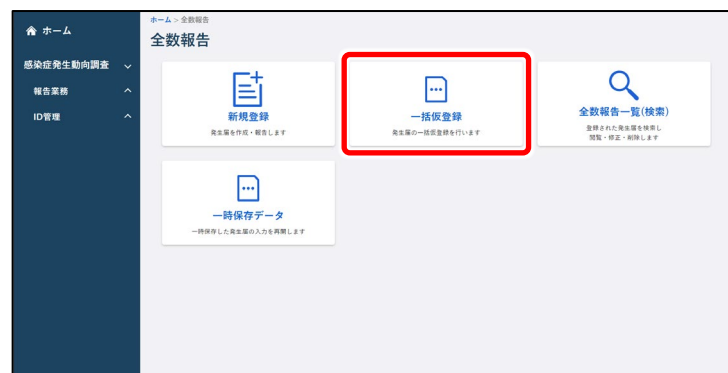 ホーム
感染症発生動向調査
報告業務
ID管理
ホーム > 全数報告
全数報告
新規登録
発生届を作成・報告します
一括仮登録
発生届の一括仮登録を行います
全数報告一覧(検索)
登録された発生届を検索し
閲覧・修正・削除します
一時保存データ
一時保存した発生届の入力を再開します